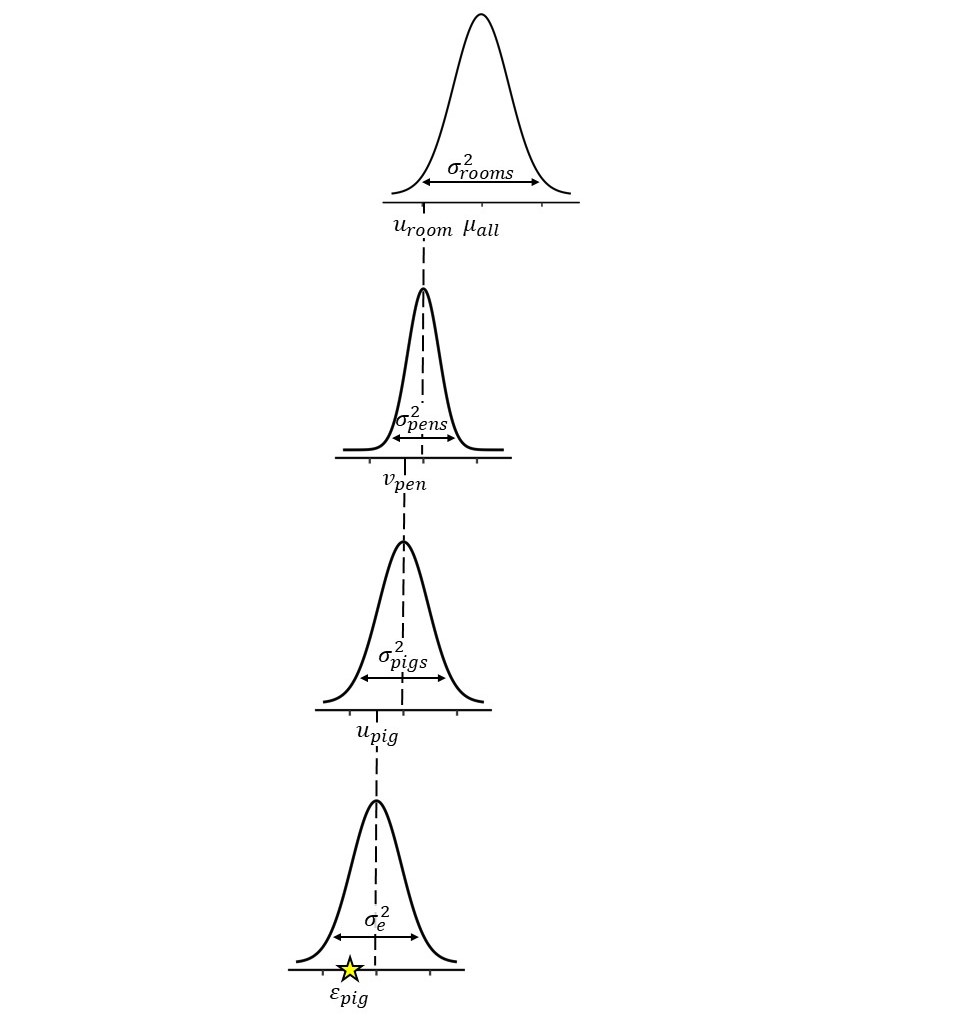 σ²rooms
uroom μall
σ²pens
vpen
σ²pigs
upig
σ²e
εpig